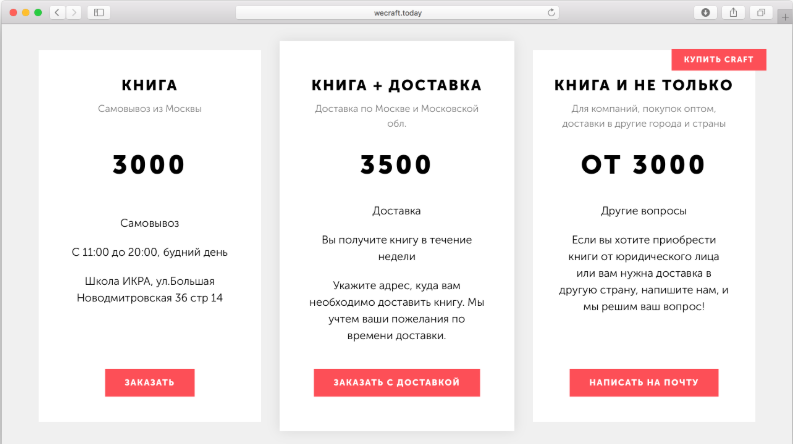 wecraft.today
КУПИТЬ CRAFT
КНИГА
Самовывоз из Москвы
3000
Самовывоз
С 11:00 до 20:00, будний день
Школа ИКРА, ул.Большая
Новодмитровская 36 стр 14
ЗАКАЗАТЬ
КНИГА + ДОСТАВКА
Доставка по Москве и Московской
обл.
3500
Доставка
Вы получите книгу в течение
недели
Укажите адрес, куда вам
необходимо доставить книгу. Мы
учтем ваши пожелания по
времени доставки.
ЗАКАЗАТЬ С ДОСТАВКОЙ
КНИГА И НЕ ТОЛЬКО
Для компаний, покупок оптом,
доставки в другие города и страны
ОТ 3000
Другие вопросы
Если вы хотите приобрести
книги от юридического лица
или вам нужна доставка в
другую страну, напишите нам, и
мы решим ваш вопрос!
НАПИСАТЬ НА ПОЧТУ